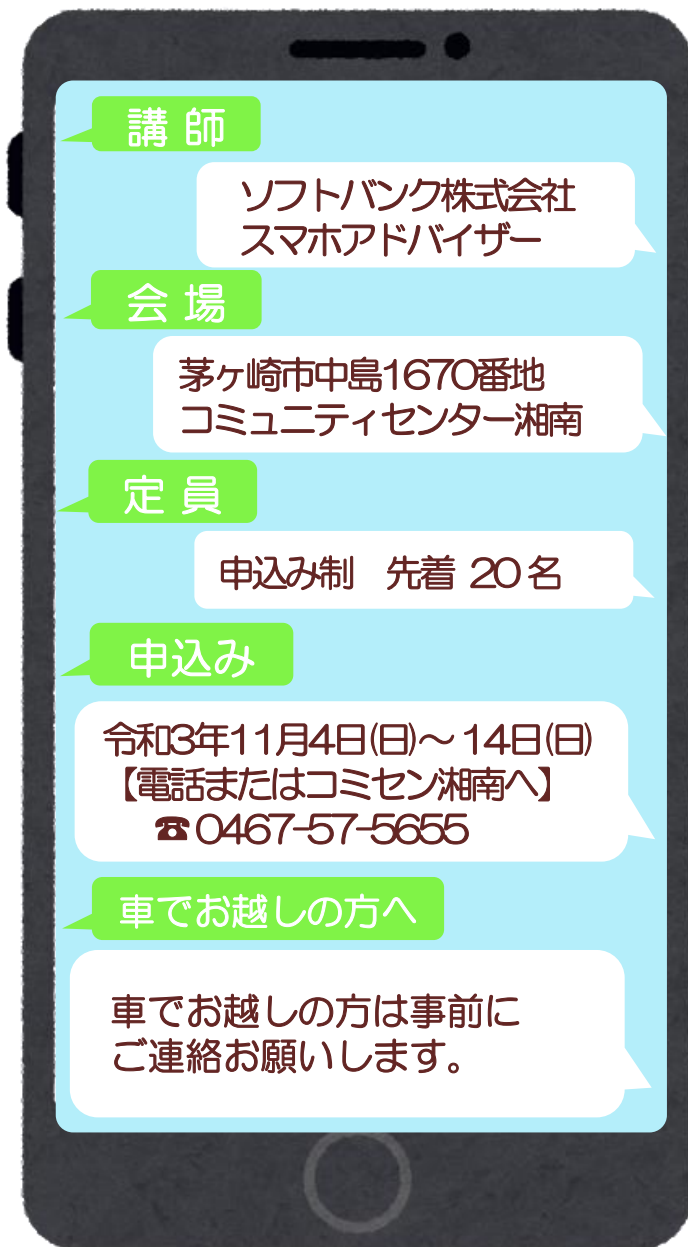 講 師
ソフトバンク株式会社
スマホアドバイザー
会 場
茅ヶ崎市中島1670番地
コミュニティセンター湘南
定 員
申込み制　先着 20 名
申込み
令和3年11月4日(日)～ 14日(日)
【電話またはコミセン湘南へ】
☎0467-57-5655
車でお越しの方へ
車でお越しの方は事前に
ご連絡お願いします。